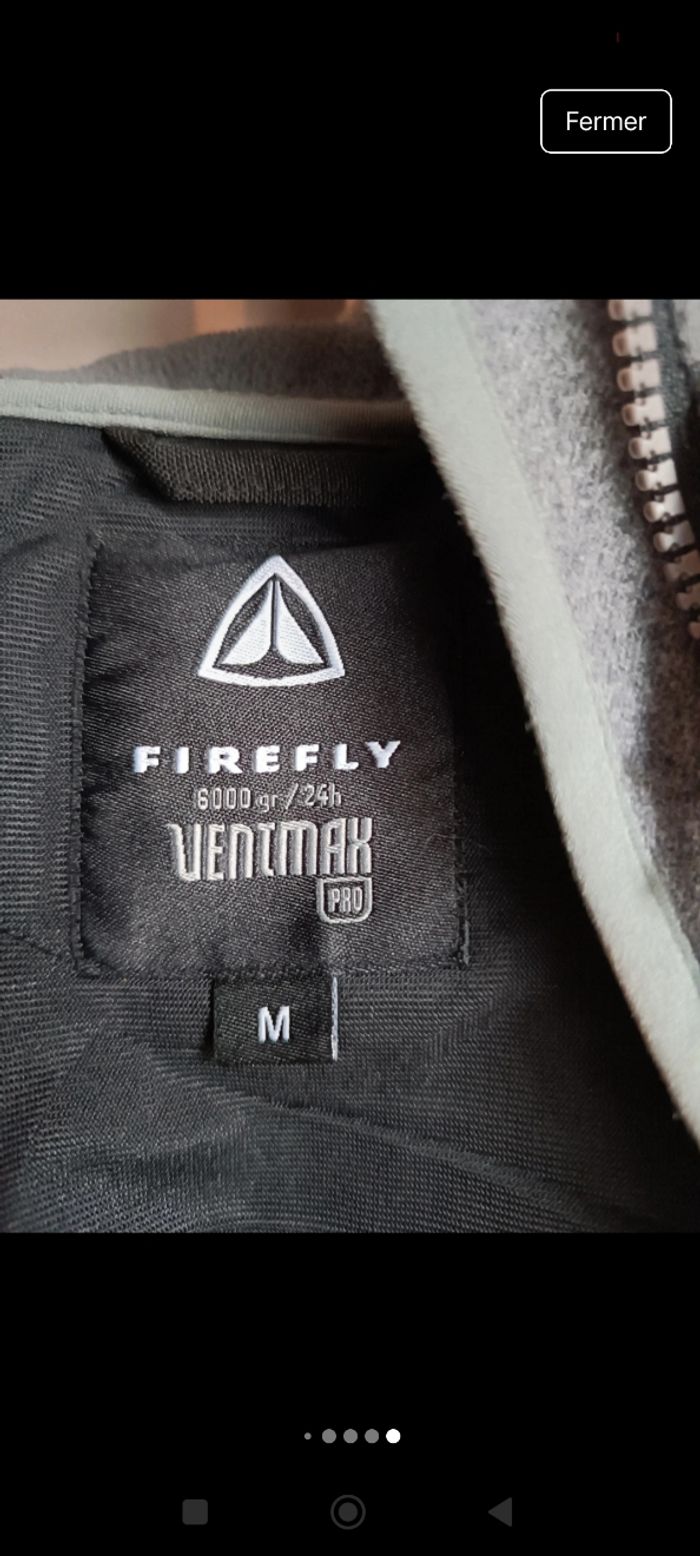 Fermer
FIREFLY
6000 gr/24h
VENTMAX
PRO
M